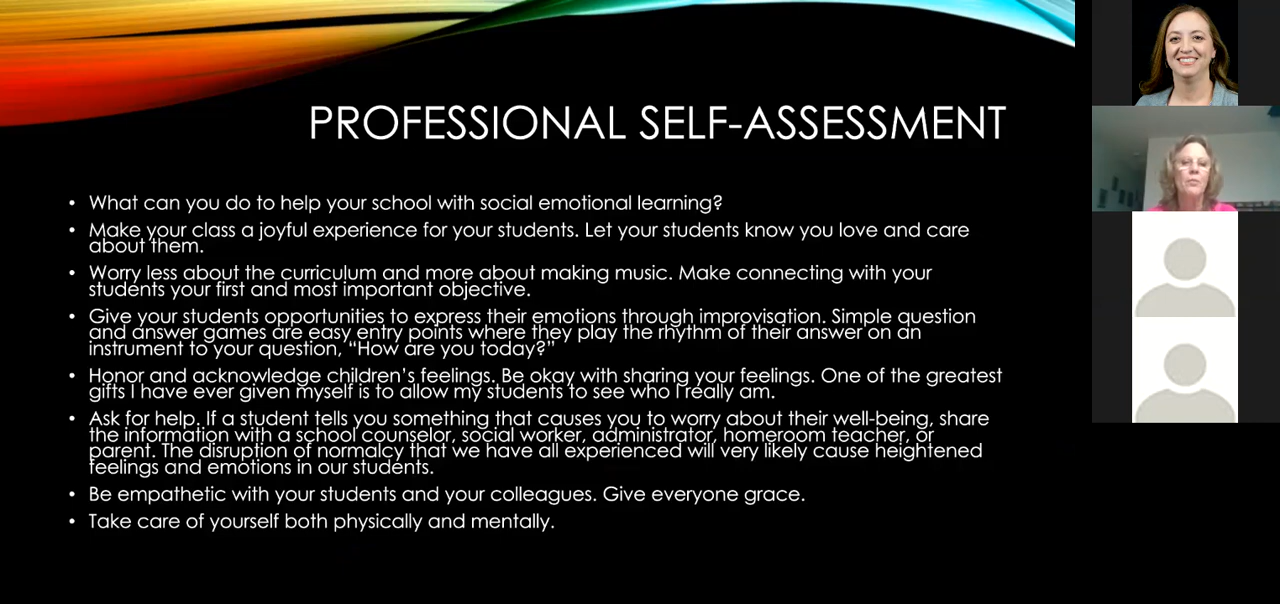 PROFESSIONAL SELF-ASSESSMENT
• What can you do to help your school with social emotional learning?
• Make your class a joyful experience for your students. Let your students know you love and care
about them.
• Worry less about the curriculum and more about making music. Make connecting with your
students your first and most important objective.
• Give your students opportunities to express their emotions through improvisation. Simple question
and answer games are easy entry points where they play the rhythm of their answer on an
instrument to your question, “How are you today?”
• Honor and acknowledge children’s feelings. Be okay with sharing your feelings. One of the greatest
gifts I have ever given myself is to allow my students to see who I really am.
• Ask for help. If a student tells you something that causes you to worry about their well-being, share
the information with a school counselor, social worker, administrator, homeroom teacher, or
parent. The disruption of normalcy that we have all experienced will very likely cause heightened
feelings and emotions in our students.
• Be empathetic with your students and your colleagues. Give everyone grace.
• Take care of yourself both physically and mentally.